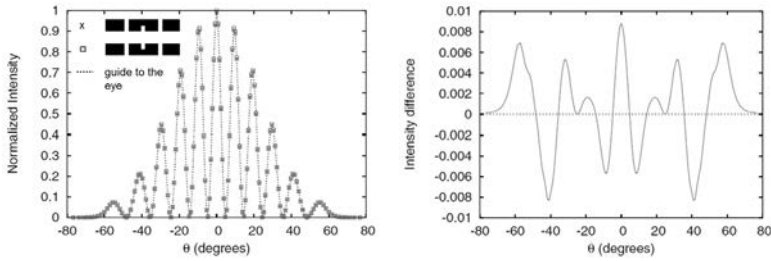 1
0.9
0.8
0.7
0.6
0.5
0.4
0.3
0.2
0.1
0
Normalized Intensity
x
guide to the
eye
-80 -60 -40 -20 0 20 40 60 80
θ (degrees)
0.01
0.008
0.006
0.004
0.002
0
-0.002
-0.004
-0.006
-0.008
-0.01
Intensity difference
-80 -60 -40 -20 0 20 40 60 80
θ (degrees)